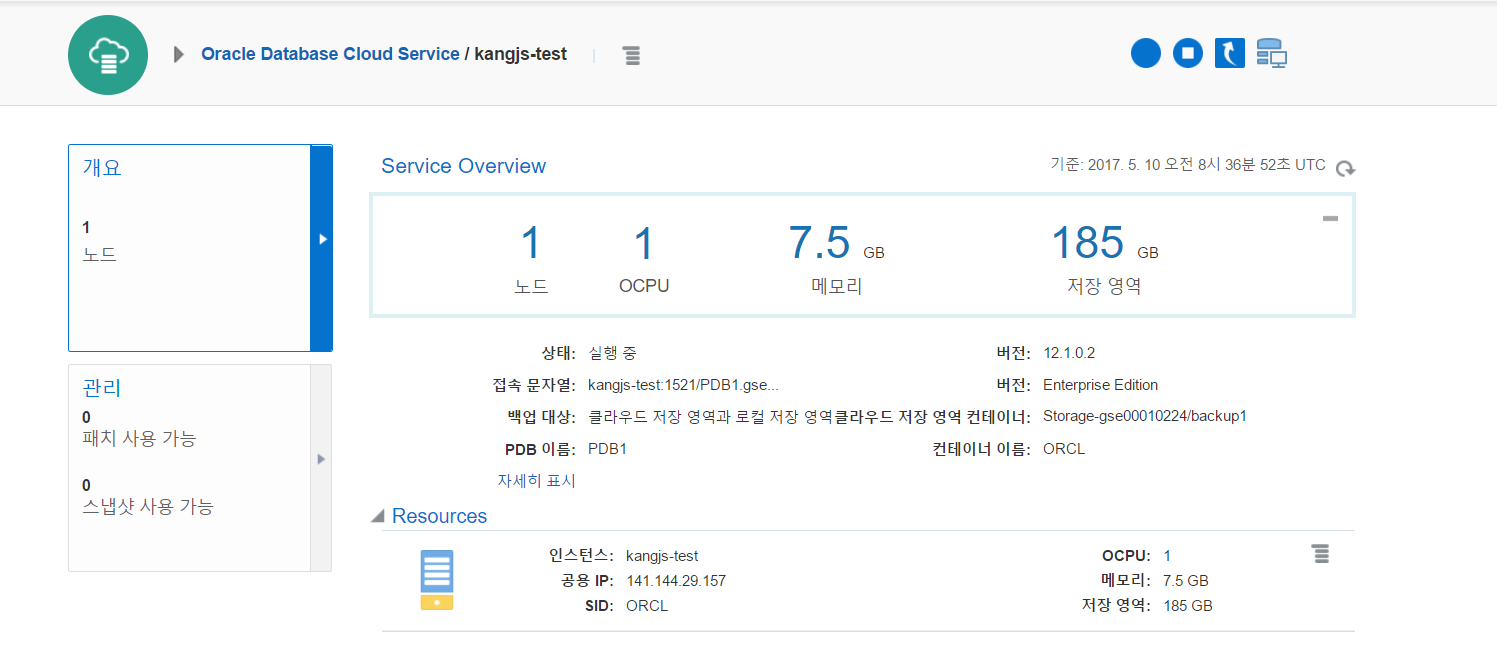 Oracle Database Cloud Service / kangjs-test
개요
1
노드
관리
0
패치 사용 가능
0
스냅샷 사용 가능
Service Overview
기준: 2017. 5. 10 오전 8시 36분 52초 UTC
1 1 7.5 GB 185 GB
노드 OCPU 메모리 저장 영역
상태: 실행 중 버전: 12.1.0.2
접속 문자열: kangjs-test:1521/PDB1.gse... 버전: Enterprise Edition
백업 대상: 클라우드 저장 영역과 로컬 저장 영역 클라우드 저장 영역 컨테이너: Storage-gse00010224/backup1
PDB 이름: PDB1 컨테이너 이름: ORCL
자세히 표시
Resources
인스턴스: kangjs-test OCPU: 1
공용 IP: 141.144.29.157 메모리: 7.5 GB
SID: ORCL 저장 영역: 185 GB